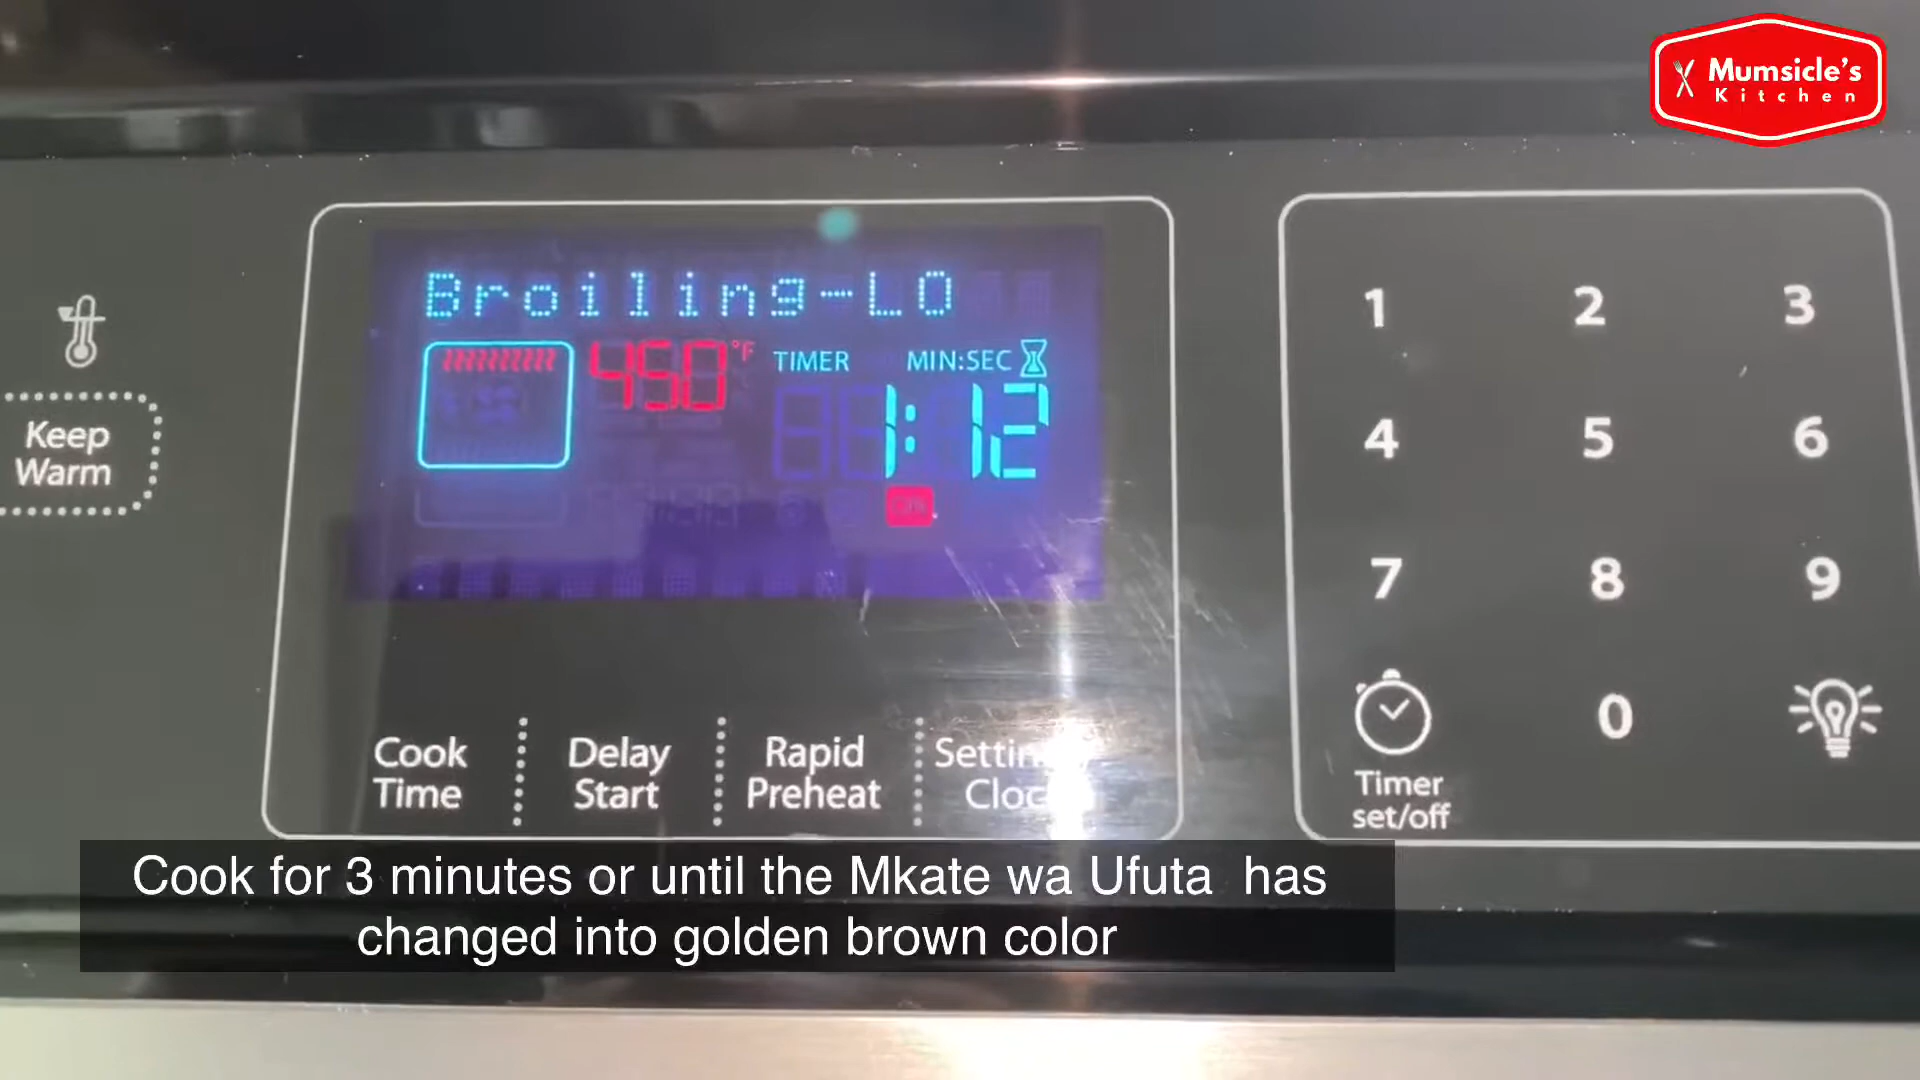 Mumsicle's
Kitchen
Broiling-LO
450°F
TIMER MIN:SEC
1:12
Keep
Warm
1 2 3
4 5 6
7 8 9
0
Timer
set/off
Cook
Time
Delay
Start
Rapid
Preheat
Cook for 3 minutes or until the Mkate wa Ufuta has
changed into golden brown color